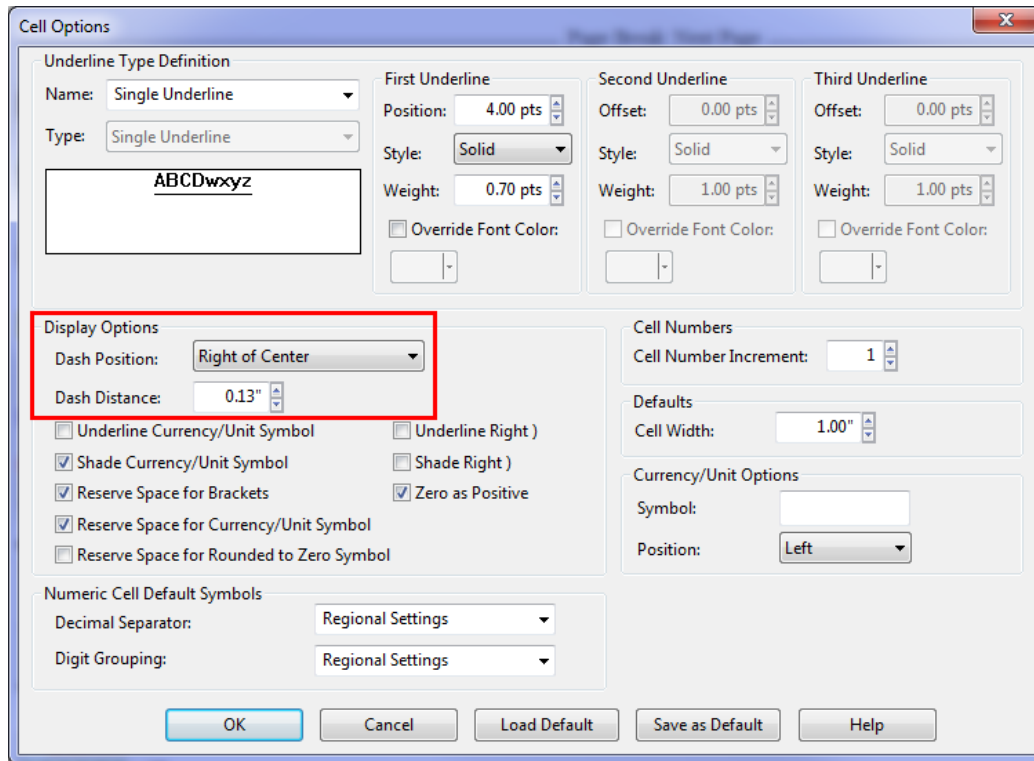 Cell Options
Page Break: Next Page
Underline Type Definition
Name: Single Underline
Type: Single Underline
ABCDwxyz
First Underline
Position: 4.00 pts
Style: Solid
Weight: 0.70 pts
Override Font Color:
Second Underline
Offset: 0.00 pts
Style: Solid
Weight: 1.00 pts
Override Font Color:
Third Underline
Offset: 0.00 pts
Style: Solid
Weight: 1.00 pts
Override Font Color:
Display Options
Dash Position: Right of Center
Dash Distance: 0.13"
Underline Currency/Unit Symbol
Underline Right )
Shade Currency/Unit Symbol
Shade Right )
Reserve Space for Brackets
Zero as Positive
Reserve Space for Currency/Unit Symbol
Reserve Space for Rounded to Zero Symbol
Cell Numbers
Cell Number Increment: 1
Defaults
Cell Width: 1.00"
Currency/Unit Options
Symbol:
Position: Left
Numeric Cell Default Symbols
Decimal Separator: Regional Settings
Digit Grouping: Regional Settings
OK
Cancel
Load Default
Save as Default
Help